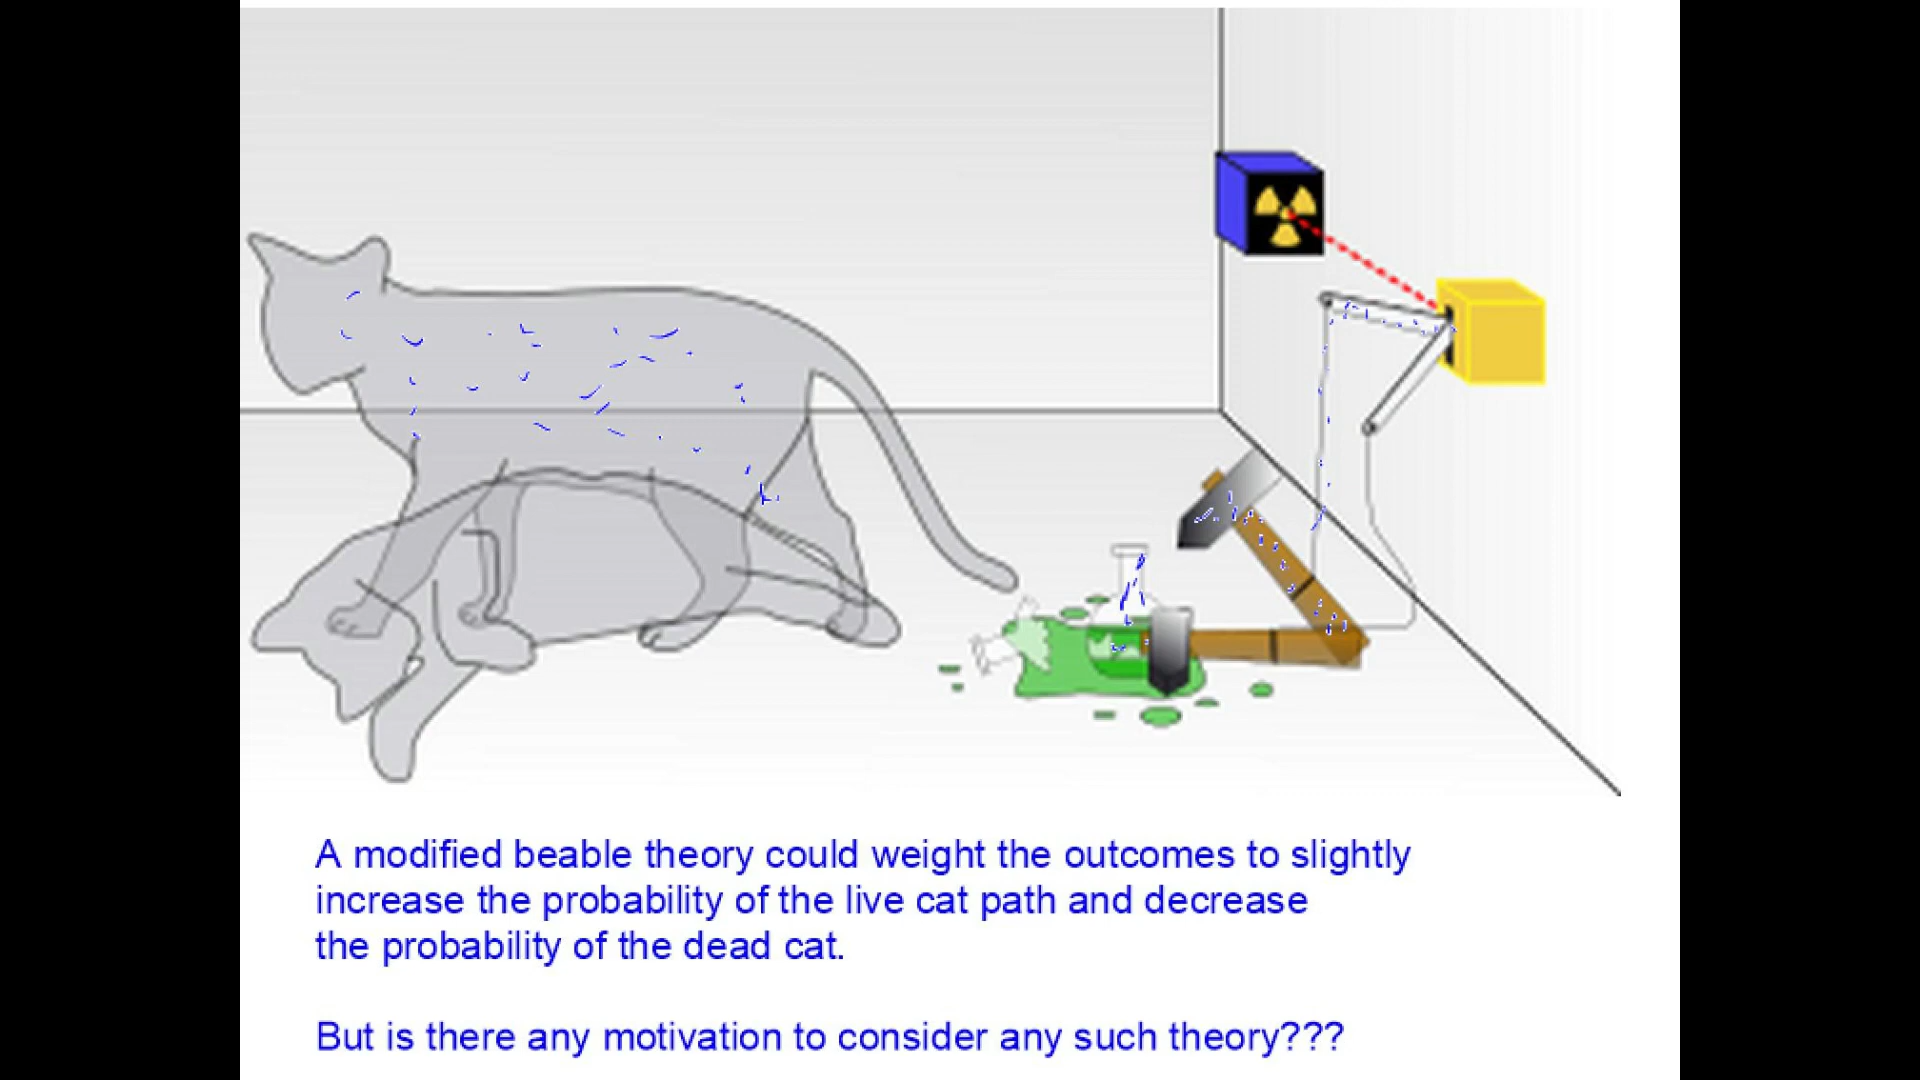 A modified beable theory could weight the outcomes to slightly
increase the probability of the live cat path and decrease
the probability of the dead cat.
But is there any motivation to consider any such theory???